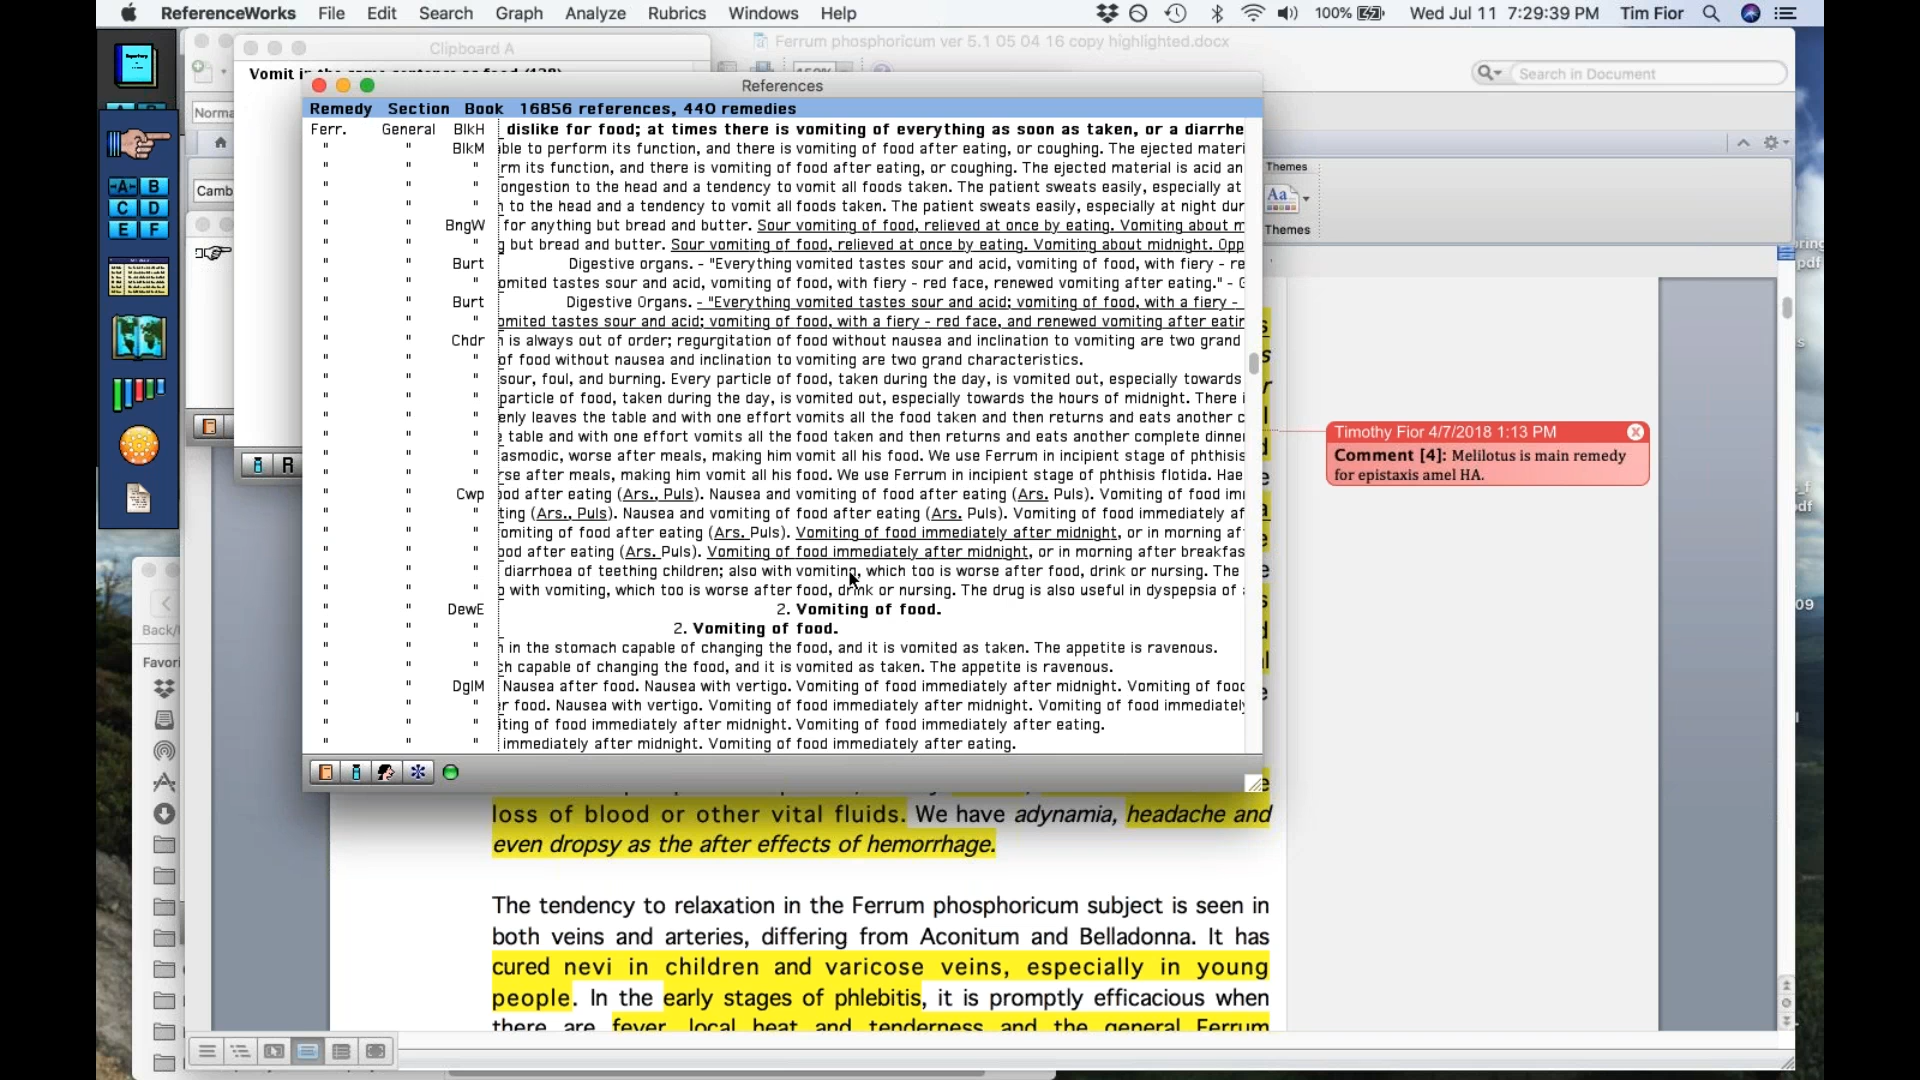 ReferenceWorks File Edit Search Graph Analyze Rubrics Windows Help 100% Wed Jul 11 7:29:39 PM Tim Fior
Clipboard A
Ferrum phosphoricum ver 5.1 05 04 16 copy highlighted.docx
Search in Document
References
Remedy Section Book 16856 references, 440 remedies
Ferr. General BlkH dislike for food; at times there is vomiting of everything as soon as taken, or a diarrhe
" " BlkM ble to perform its function, and there is vomiting of food after eating, or coughing. The ejected materi
" " " rm its function, and there is vomiting of food after eating, or coughing. The ejected material is acid an
" " " ongestion to the head and a tendency to vomit all foods taken. The patient sweats easily, especially at
" " " to the head and a tendency to vomit all foods taken. The patient sweats easily, especially at night dur
" " BngW for anything but bread and butter. Sour vomiting of food, relieved at once by eating. Vomiting about m
" " " but bread and butter. Sour vomiting of food, relieved at once by eating. Vomiting about midnight. Opp
" " Burt Digestive organs. - "Everything vomited tastes sour and acid, vomiting of food, with fiery - re
" " " omited tastes sour and acid, vomiting of food, with fiery - red face, renewed vomiting after eating." - G
" " Burt Digestive Organs. - "Everything vomited tastes sour and acid; vomiting of food, with a fiery -
" " " omited tastes sour and acid; vomiting of food, with a fiery - red face, and renewed vomiting after eatin
" " Chdr is always out of order; regurgitation of food without nausea and inclination to vomiting are two grand
" " " of food without nausea and inclination to vomiting are two grand characteristics.
" " " sour, foul, and burning. Every particle of food, taken during the day, is vomited out, especially towards
" " " particle of food, taken during the day, is vomited out, especially towards the hours of midnight. There i
" " " enly leaves the table and with one effort vomits all the food taken and then returns and eats another c
" " " table and with one effort vomits all the food taken and then returns and eats another complete dinne
" " " asmodic, worse after meals, making him vomit all his food. We use Ferrum in incipient stage of phthisis
" " " rse after meals, making him vomit all his food. We use Ferrum in incipient stage of phthisis flotida. Hae
" " Cwp ood after eating (Ars., Puls). Nausea and vomiting of food after eating (Ars. Puls). Vomiting of food im
" " " ting (Ars., Puls). Nausea and vomiting of food after eating (Ars. Puls). Vomiting of food immediately af
" " " omiting of food after eating (Ars. Puls). Vomiting of food immediately after midnight, or in morning af
" " " ood after eating (Ars. Puls). Vomiting of food immediately after midnight, or in morning after breakfas
" " " diarrhoea of teething children; also with vomiting, which too is worse after food, drink or nursing. The
" " " with vomiting, which too is worse after food, drink or nursing. The drug is also useful in dyspepsia of
" " DewE 2. Vomiting of food.
" " " 2. Vomiting of food.
" " " in the stomach capable of changing the food, and it is vomited as taken. The appetite is ravenous.
" " " ch capable of changing the food, and it is vomited as taken. The appetite is ravenous.
" " DglM Nausea after food. Nausea with vertigo. Vomiting of food immediately after midnight. Vomiting of food
" " " r food. Nausea with vertigo. Vomiting of food immediately after midnight. Vomiting of food immediately
" " " iting of food immediately after midnight. Vomiting of food immediately after eating.
" " " immediately after midnight. Vomiting of food immediately after eating.
Norma
Camb
A B
C D
E F
R
Back/
Favori
Themes
Aa
Themes
Timothy Fior 4/7/2018 1:13 PM
Comment [4]: Melilotus is main remedy
for epistaxis amel HA.
loss of blood or other vital fluids. We have adynamia, headache and
even dropsy as the after effects of hemorrhage.
The tendency to relaxation in the Ferrum phosphoricum subject is seen in
both veins and arteries, differing from Aconitum and Belladonna. It has
cured nevi in children and varicose veins, especially in young
people. In the early stages of phlebitis, it is promptly efficacious when
there are fever, local heat and tenderness and the general Ferrum